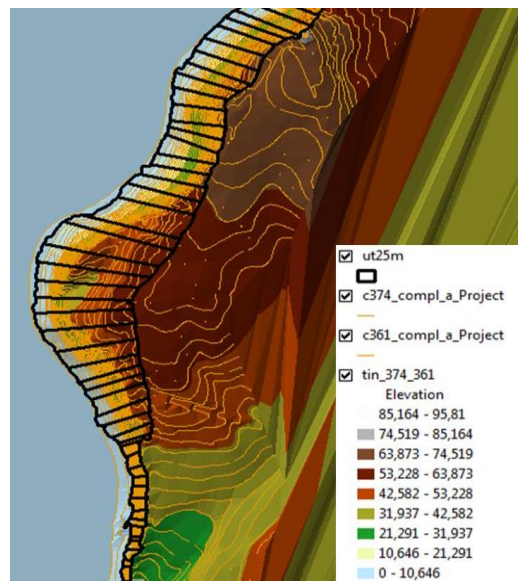 ut25m
c374_compl_a_Project
c361_compl_a_Project
tin_374_361
Elevation
85,164 - 95,81
74,519 - 85,164
63,873 - 74,519
53,228 - 63,873
42,582 - 53,228
31,937 - 42,582
21,291 - 31,937
10,646 - 21,291
0 - 10,646